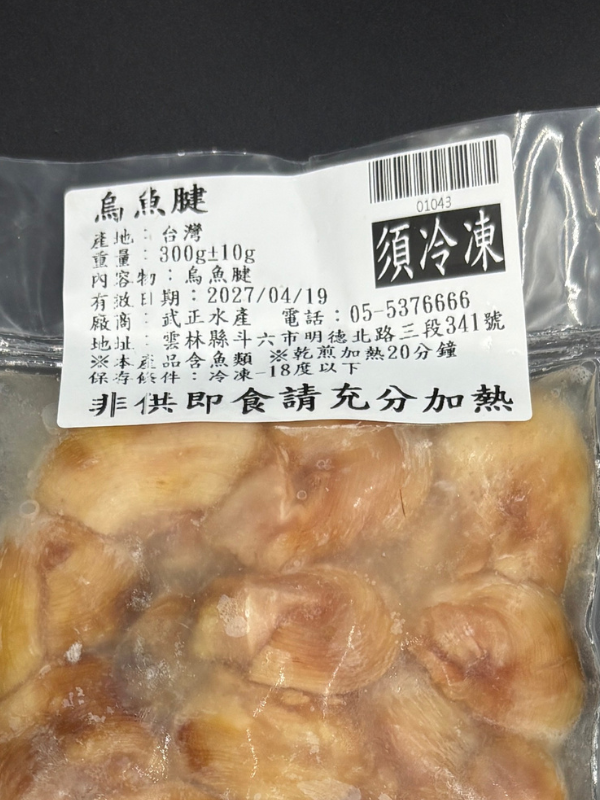 烏魚腱
01043
須冷凍
產地：台灣
重量：300g±10g
內容物：烏魚腱
有效日期：2027/04/19
廠商：武正水產 電話：05-5376666
地址：雲林縣斗六市明德北路三段341號
※本產品含魚類 ※乾煎加熱20分鐘
保存條件：冷凍-18度以下
非供即食請充分加熱